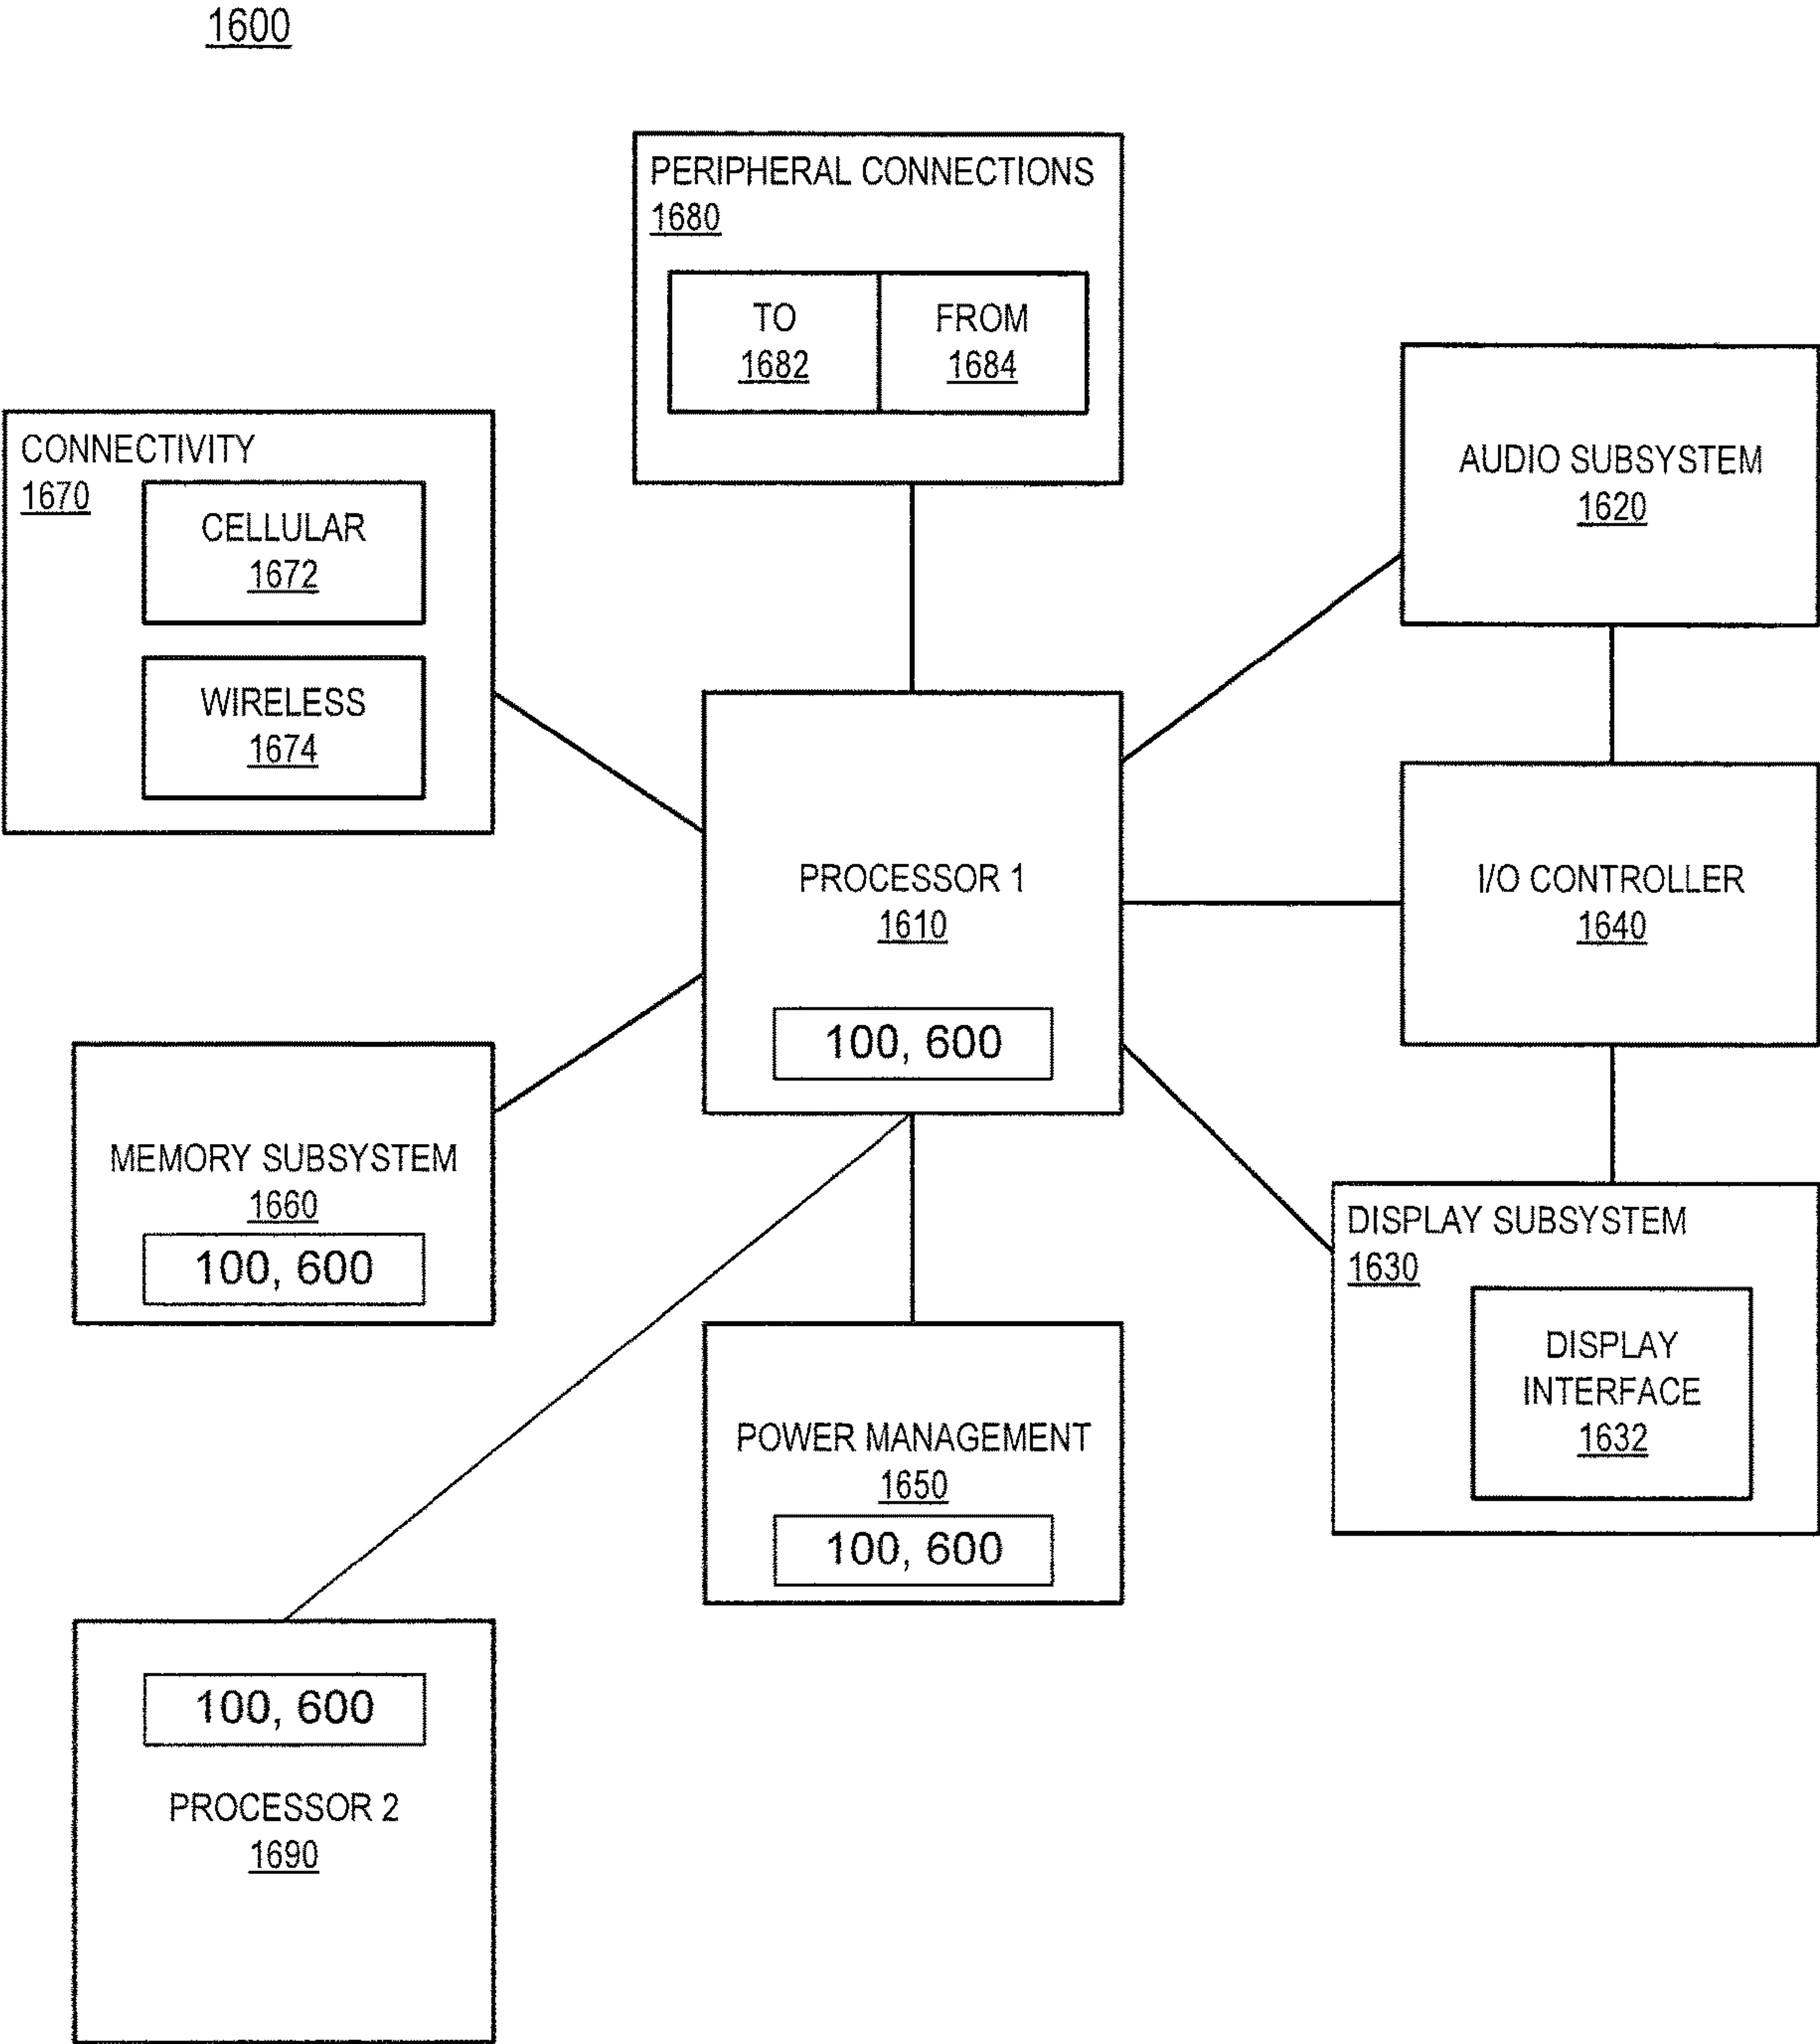 1600
PERIPHERAL CONNECTIONS
1680
TO
1682
FROM
1684
CONNECTIVITY
1670
CELLULAR
1672
WIRELESS
1674
AUDIO SUBSYSTEM
1620
PROCESSOR 1
1610
100, 600
I/O CONTROLLER
1640
MEMORY SUBSYSTEM
1660
100, 600
DISPLAY SUBSYSTEM
1630
DISPLAY
INTERFACE
1632
POWER MANAGEMENT
1650
100, 600
100, 600
PROCESSOR 2
1690